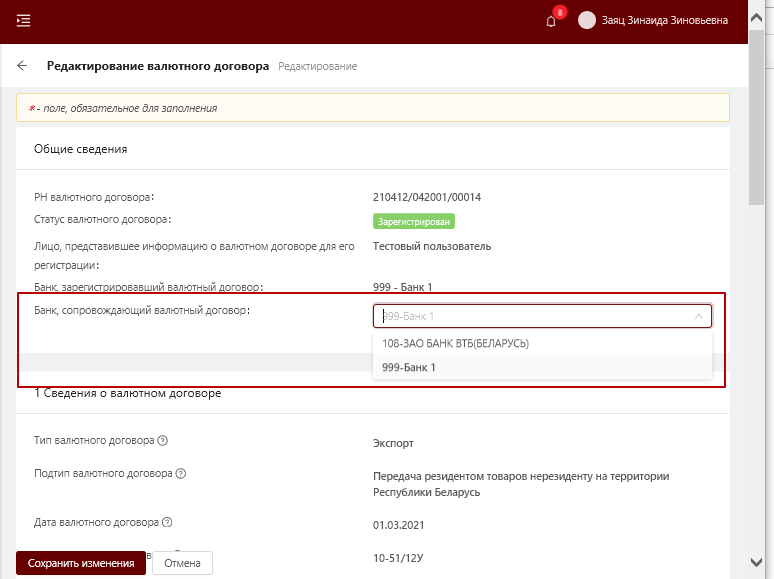 8
Заяц Зинаида Зиновьевна
Редактирование валютного договора Редактирование
* - поле, обязательное для заполнения
Общие сведения
РН валютного договора: 210412/042001/00014
Статус валютного договора: Зарегистрирован
Лицо, представившее информацию о валютном договоре для его Тестовый пользователь
регистрации:
Банк, зарегистрировавший валютный договор: 999 - Банк 1
Банк, сопровождающий валютный договор: 999-Банк 1
108-ЗАО БАНК ВТБ(БЕЛАРУСЬ)
999-Банк 1
1 Сведения о валютном договоре
Тип валютного договора Экспорт
Подтип валютного договора Передача резидентом товаров нерезиденту на территории
Республики Беларусь
Дата валютного договора 01.03.2021
10-51/12У
Сохранить изменения Отмена